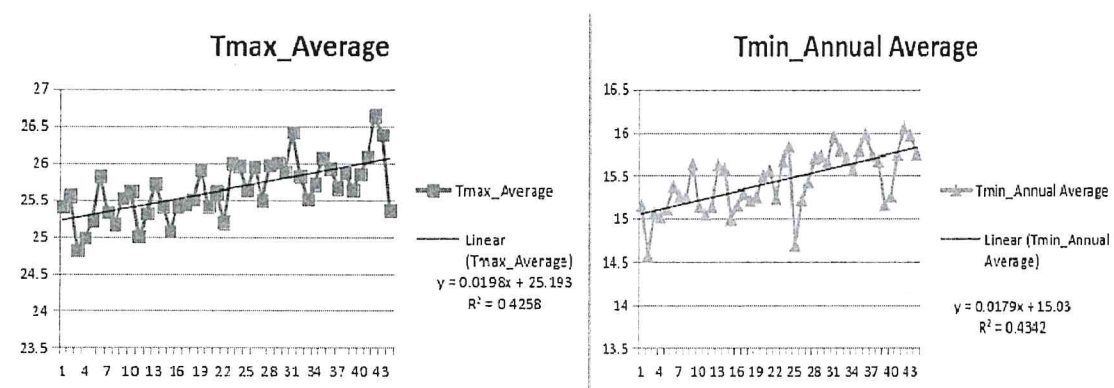 Tmax_Average
27
26.5
26
25.5
25
24.5
24
23.5
1 4 7 10 13 16 19 22 25 28 31 34 37 40 43
Tmax_Average
Linear
(Tmax_Average)
y = 0.0198x + 25.193
R² = 0.4258
Tmin_Annual Average
16.5
16
15.5
15
14.5
14
13.5
1 4 7 10 13 16 19 22 25 28 31 34 37 40 43
Tmin_Annual Average
Linear (Tmin_Annual
Average)
y = 0.0179x + 15.03
R² = 0.4342